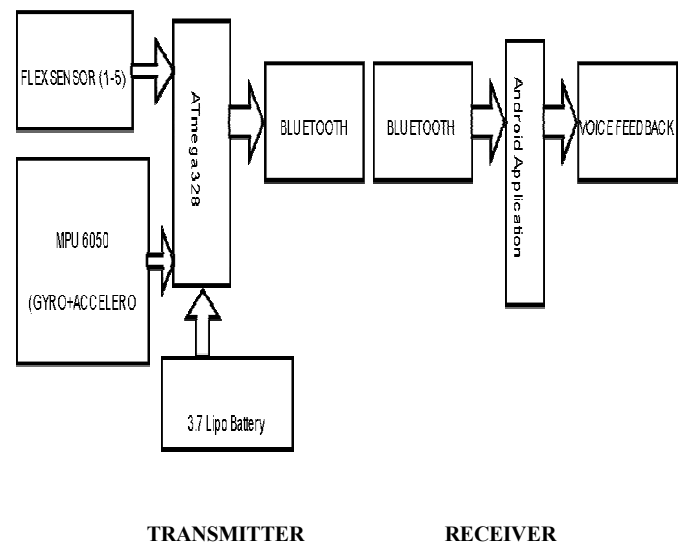 FLEX SENSOR (1-5)
ATmega328
BLUETOOTH
BLUETOOTH
Android Application
VOICE FEEDBACK
MPU 6050
(GYRO+ACCELERO
3.7 Lipo Battery
TRANSMITTER
RECEIVER